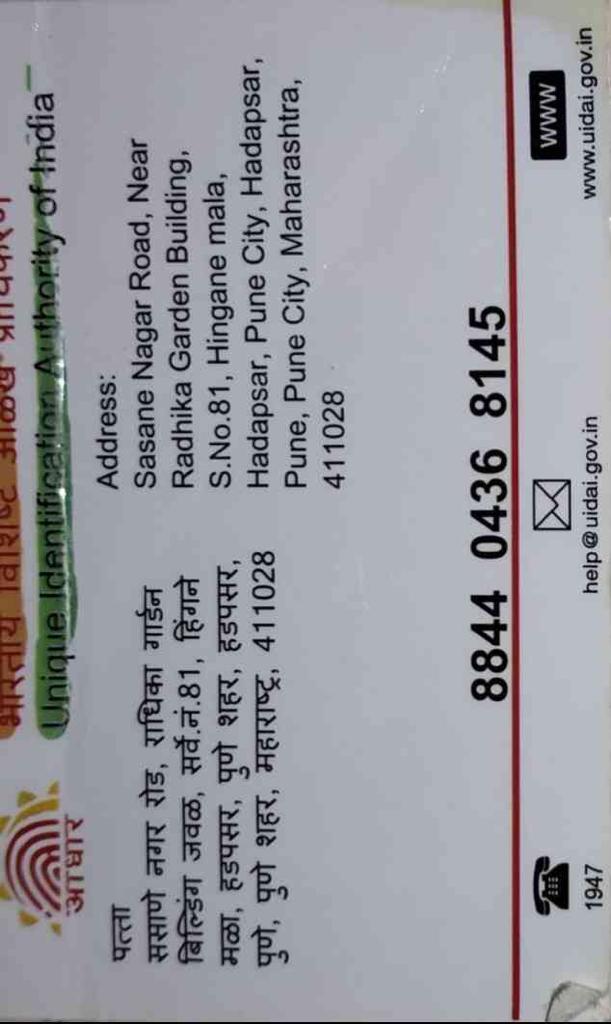 भारतीय विशिष्ट ओळख प्राधिकरण
Unique Identification Authority of India
आधार
पत्ता
ससाणे नगर रोड, राधिका गार्डन
बिल्डिंग जवळ, सर्वे.नं.81, हिंगने
मळा, हडपसर, पुणे शहर, हडपसर,
पुणे, पुणे शहर, महाराष्ट्र, 411028
Address:
Sasane Nagar Road, Near
Radhika Garden Building,
S.No.81, Hingane mala,
Hadapsar, Pune City, Hadapsar,
Pune, Pune City, Maharashtra,
411028
8844 0436 8145
1947
help@uidai.gov.in
www
www.uidai.gov.in